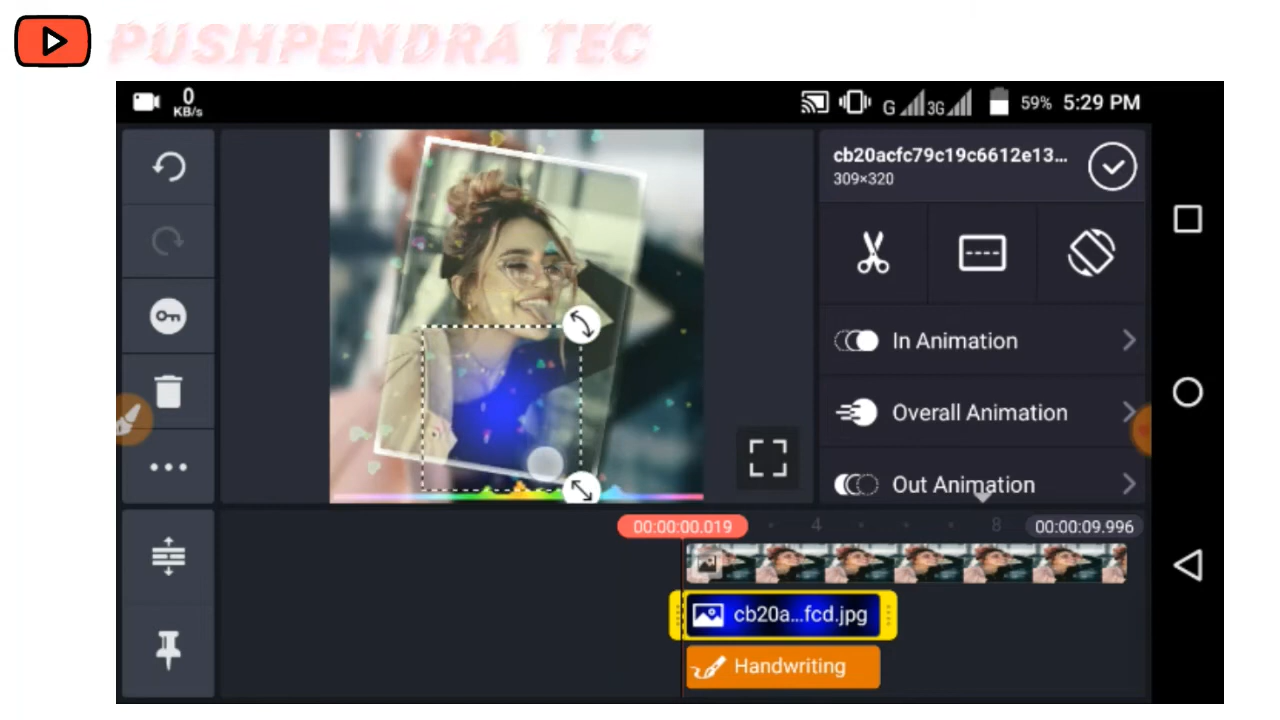 PUSHPENDRA TEC
0
KB/s
G
3G
59%
5:29 PM
cb20acfc79c19c6612e13...
309×320
In Animation
Overall Animation
Out Animation
00:00:00.019
4
8
00:00:09.996
cb20a...fcd.jpg
Handwriting